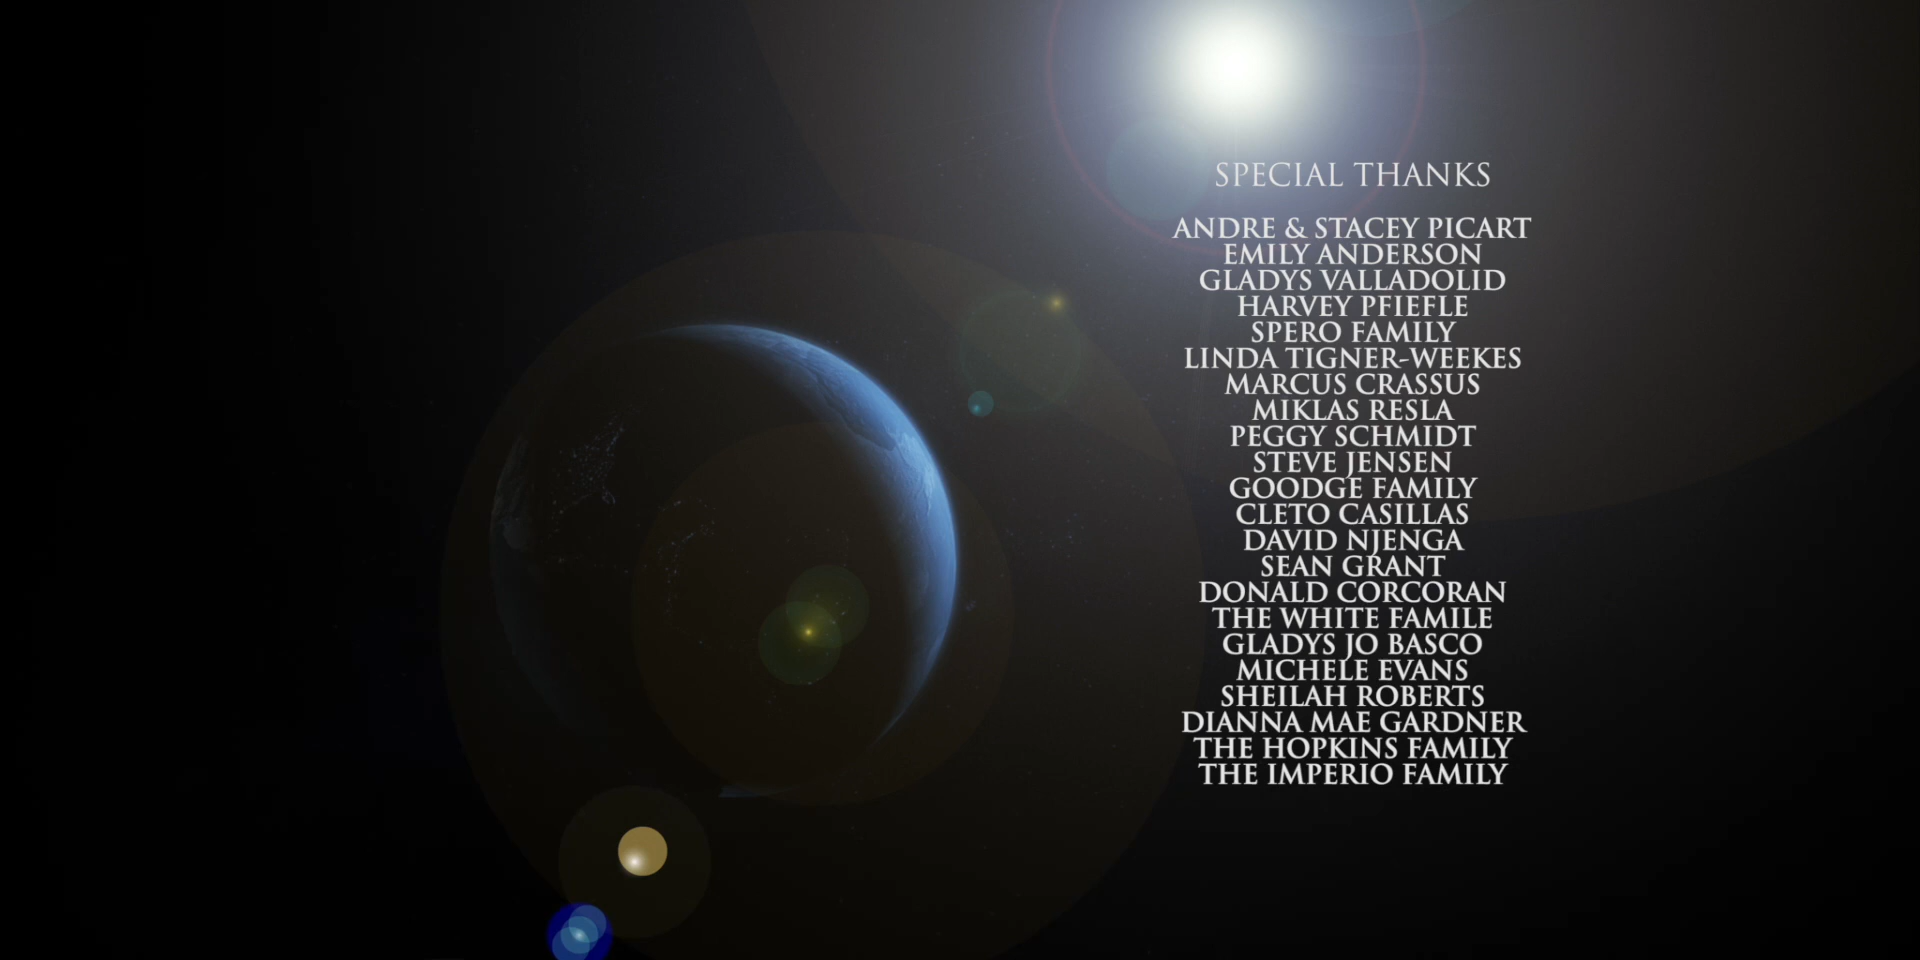 SPECIAL THANKS
ANDRE & STACEY PICART
EMILY ANDERSON
GLADYS VALLADOLID
HARVEY PFIEFLE
SPERO FAMILY
LINDA TIGNER-WEEKES
MARCUS CRASSUS
MIKLAS RESLA
PEGGY SCHMIDT
STEVE JENSEN
GOODGE FAMILY
CLETO CASILLAS
DAVID NJENGA
SEAN GRANT
DONALD CORCORAN
THE WHITE FAMILE
GLADYS JO BASCO
MICHELE EVANS
SHEILAH ROBERTS
DIANNA MAE GARDNER
THE HOPKINS FAMILY
THE IMPERIO FAMILY